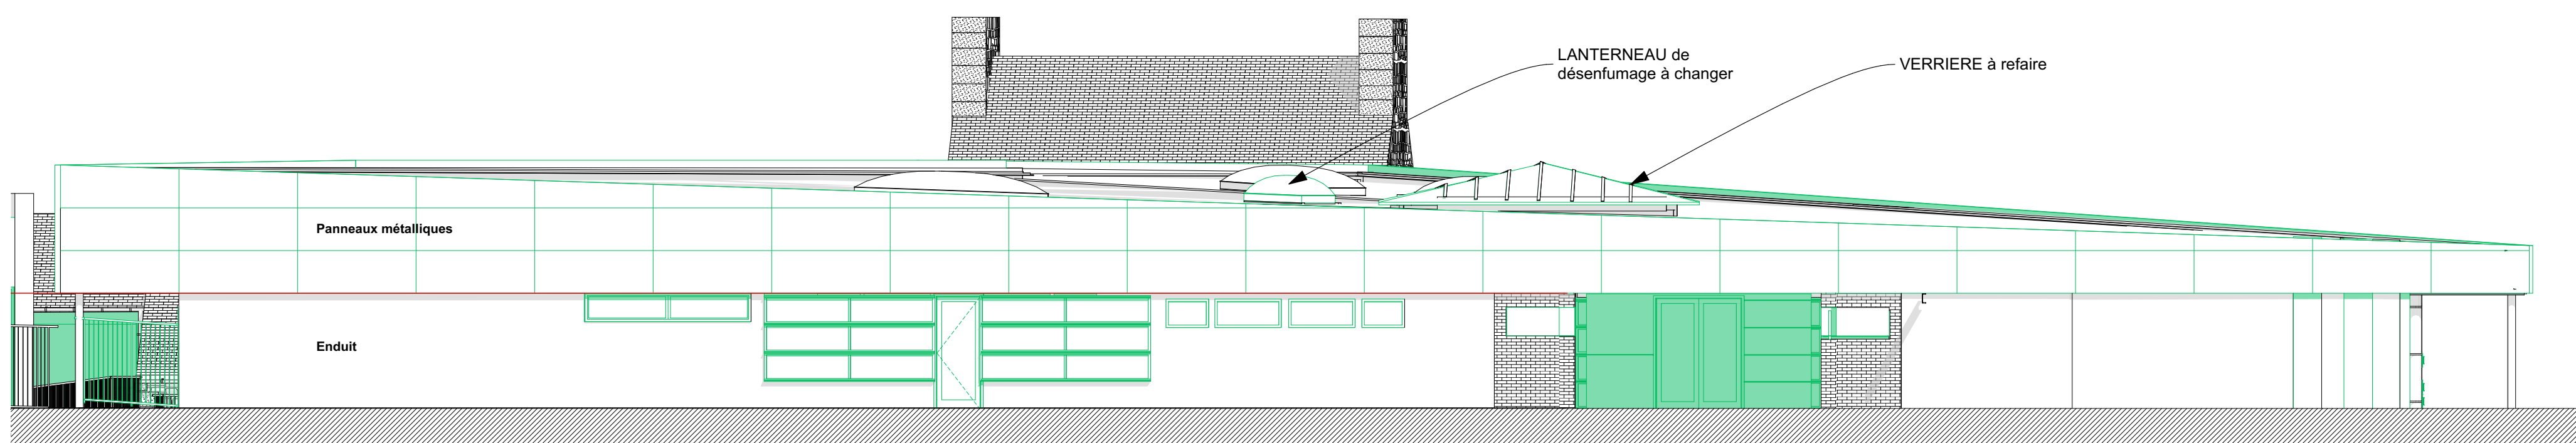 LANTERNEAU de
désenfumage à changer
VERRIERE à refaire
Panneaux métalliques
Enduit